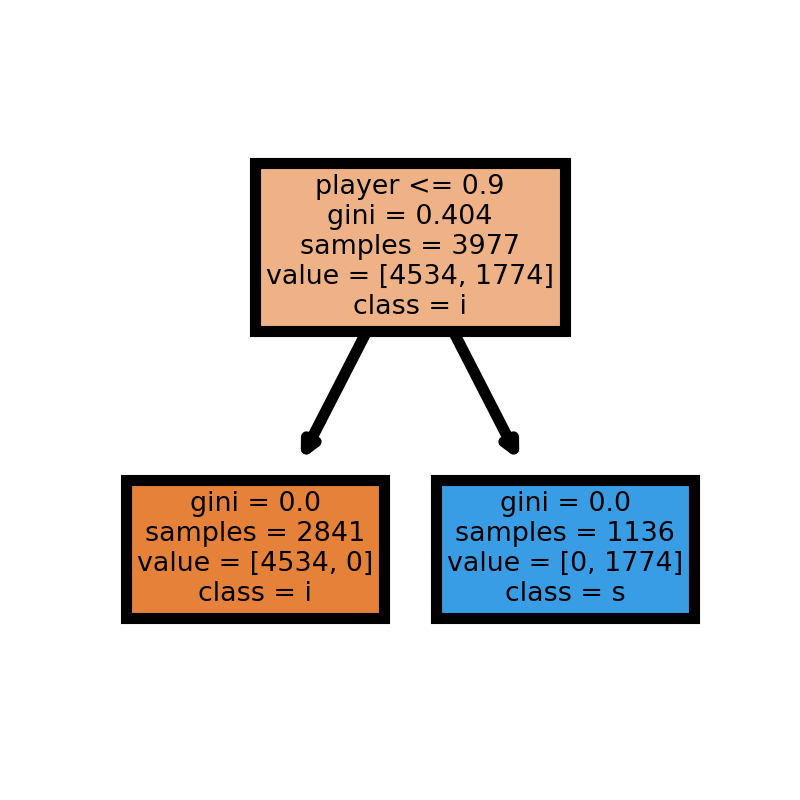 player <= 0.9
gini = 0.404
samples = 3977
value = [4534, 1774]
class = i
gini = 0.0
samples = 2841
value = [4534, 0]
class = i
gini = 0.0
samples = 1136
value = [0, 1774]
class = s